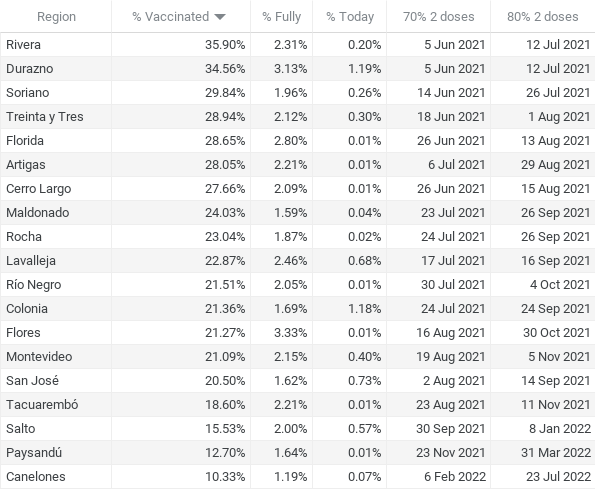 Region % Vaccinated % Fully % Today 70% 2 doses 80% 2 doses
Rivera 35.90% 2.31% 0.20% 5 Jun 2021 12 Jul 2021
Durazno 34.56% 3.13% 1.19% 5 Jun 2021 12 Jul 2021
Soriano 29.84% 1.96% 0.26% 14 Jun 2021 26 Jul 2021
Treinta y Tres 28.94% 2.12% 0.30% 18 Jun 2021 1 Aug 2021
Florida 28.65% 2.80% 0.01% 26 Jun 2021 13 Aug 2021
Artigas 28.05% 2.21% 0.01% 6 Jul 2021 29 Aug 2021
Cerro Largo 27.66% 2.09% 0.01% 26 Jun 2021 15 Aug 2021
Maldonado 24.03% 1.59% 0.04% 23 Jul 2021 26 Sep 2021
Rocha 23.04% 1.87% 0.02% 24 Jul 2021 26 Sep 2021
Lavalleja 22.87% 2.46% 0.68% 17 Jul 2021 16 Sep 2021
Río Negro 21.51% 2.05% 0.01% 30 Jul 2021 4 Oct 2021
Colonia 21.36% 1.69% 1.18% 24 Jul 2021 24 Sep 2021
Flores 21.27% 3.33% 0.01% 16 Aug 2021 30 Oct 2021
Montevideo 21.09% 2.15% 0.40% 19 Aug 2021 5 Nov 2021
San José 20.50% 1.62% 0.73% 2 Aug 2021 14 Sep 2021
Tacuarembó 18.60% 2.21% 0.01% 23 Aug 2021 11 Nov 2021
Salto 15.53% 2.00% 0.57% 30 Sep 2021 8 Jan 2022
Paysandú 12.70% 1.64% 0.01% 23 Nov 2021 31 Mar 2022
Canelones 10.33% 1.19% 0.07% 6 Feb 2022 23 Jul 2022